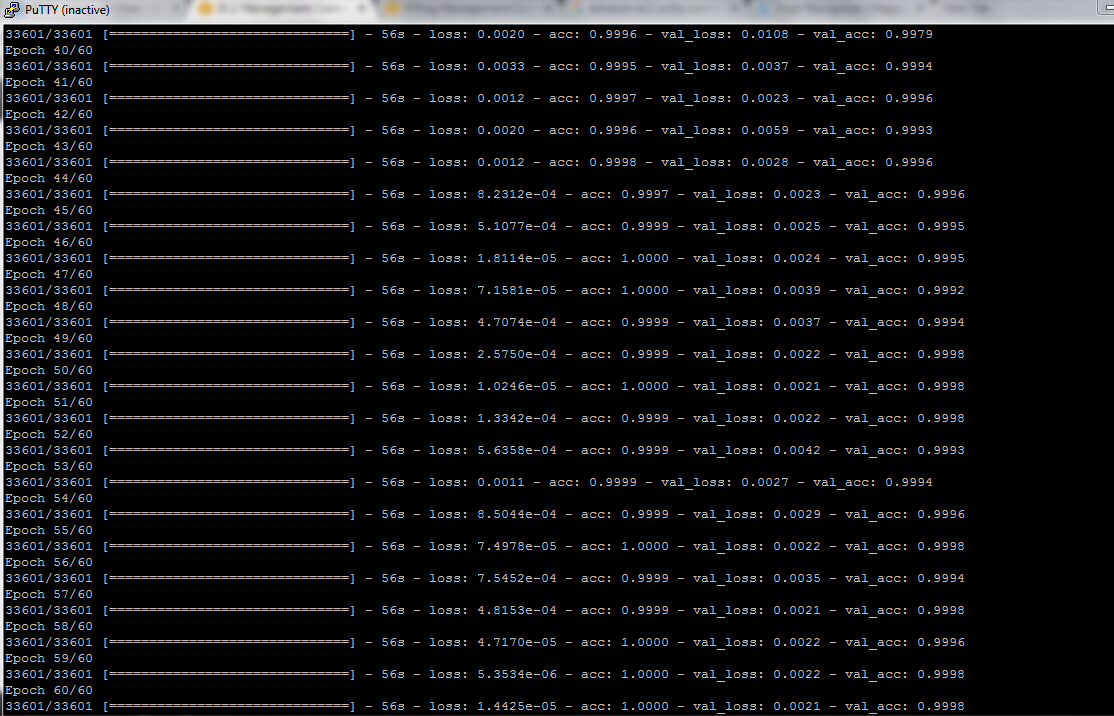 PuTTY (inactive)
33601/33601 [==============================] - 56s - loss: 0.0020 - acc: 0.9996 - val_loss: 0.0108 - val_acc: 0.9979
Epoch 40/60
33601/33601 [==============================] - 56s - loss: 0.0033 - acc: 0.9995 - val_loss: 0.0037 - val_acc: 0.9994
Epoch 41/60
33601/33601 [==============================] - 56s - loss: 0.0012 - acc: 0.9997 - val_loss: 0.0023 - val_acc: 0.9996
Epoch 42/60
33601/33601 [==============================] - 56s - loss: 0.0020 - acc: 0.9996 - val_loss: 0.0059 - val_acc: 0.9993
Epoch 43/60
33601/33601 [==============================] - 56s - loss: 0.0012 - acc: 0.9998 - val_loss: 0.0028 - val_acc: 0.9996
Epoch 44/60
33601/33601 [==============================] - 56s - loss: 8.2312e-04 - acc: 0.9997 - val_loss: 0.0023 - val_acc: 0.9996
Epoch 45/60
33601/33601 [==============================] - 56s - loss: 5.1077e-04 - acc: 0.9999 - val_loss: 0.0025 - val_acc: 0.9995
Epoch 46/60
33601/33601 [==============================] - 56s - loss: 1.8114e-05 - acc: 1.0000 - val_loss: 0.0024 - val_acc: 0.9995
Epoch 47/60
33601/33601 [==============================] - 56s - loss: 7.1581e-05 - acc: 1.0000 - val_loss: 0.0039 - val_acc: 0.9992
Epoch 48/60
33601/33601 [==============================] - 56s - loss: 4.7074e-04 - acc: 0.9999 - val_loss: 0.0037 - val_acc: 0.9994
Epoch 49/60
33601/33601 [==============================] - 56s - loss: 2.5750e-04 - acc: 0.9999 - val_loss: 0.0022 - val_acc: 0.9998
Epoch 50/60
33601/33601 [==============================] - 56s - loss: 1.0246e-05 - acc: 1.0000 - val_loss: 0.0021 - val_acc: 0.9998
Epoch 51/60
33601/33601 [==============================] - 56s - loss: 1.3342e-04 - acc: 0.9999 - val_loss: 0.0022 - val_acc: 0.9998
Epoch 52/60
33601/33601 [==============================] - 56s - loss: 5.6358e-04 - acc: 0.9999 - val_loss: 0.0042 - val_acc: 0.9993
Epoch 53/60
33601/33601 [==============================] - 56s - loss: 0.0011 - acc: 0.9999 - val_loss: 0.0027 - val_acc: 0.9994
Epoch 54/60
33601/33601 [==============================] - 56s - loss: 8.5044e-04 - acc: 0.9999 - val_loss: 0.0029 - val_acc: 0.9996
Epoch 55/60
33601/33601 [==============================] - 56s - loss: 7.4978e-05 - acc: 1.0000 - val_loss: 0.0022 - val_acc: 0.9998
Epoch 56/60
33601/33601 [==============================] - 56s - loss: 7.5452e-04 - acc: 0.9999 - val_loss: 0.0035 - val_acc: 0.9994
Epoch 57/60
33601/33601 [==============================] - 56s - loss: 4.8153e-04 - acc: 0.9999 - val_loss: 0.0021 - val_acc: 0.9998
Epoch 58/60
33601/33601 [==============================] - 56s - loss: 4.7170e-05 - acc: 1.0000 - val_loss: 0.0022 - val_acc: 0.9996
Epoch 59/60
33601/33601 [==============================] - 56s - loss: 5.3534e-06 - acc: 1.0000 - val_loss: 0.0022 - val_acc: 0.9998
Epoch 60/60
33601/33601 [==============================] - 56s - loss: 1.4425e-05 - acc: 1.0000 - val_loss: 0.0021 - val_acc: 0.9998